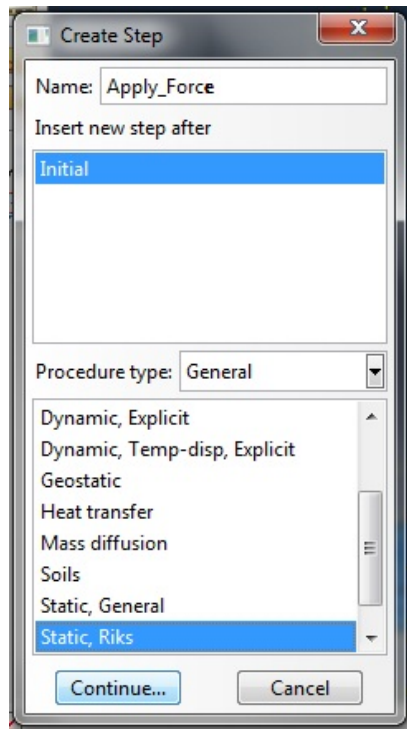 Create Step
Name: Apply_Force
Insert new step after
Initial
Procedure type: General
Dynamic, Explicit
Dynamic, Temp-disp, Explicit
Geostatic
Heat transfer
Mass diffusion
Soils
Static, General
Static, Riks
Continue... Cancel